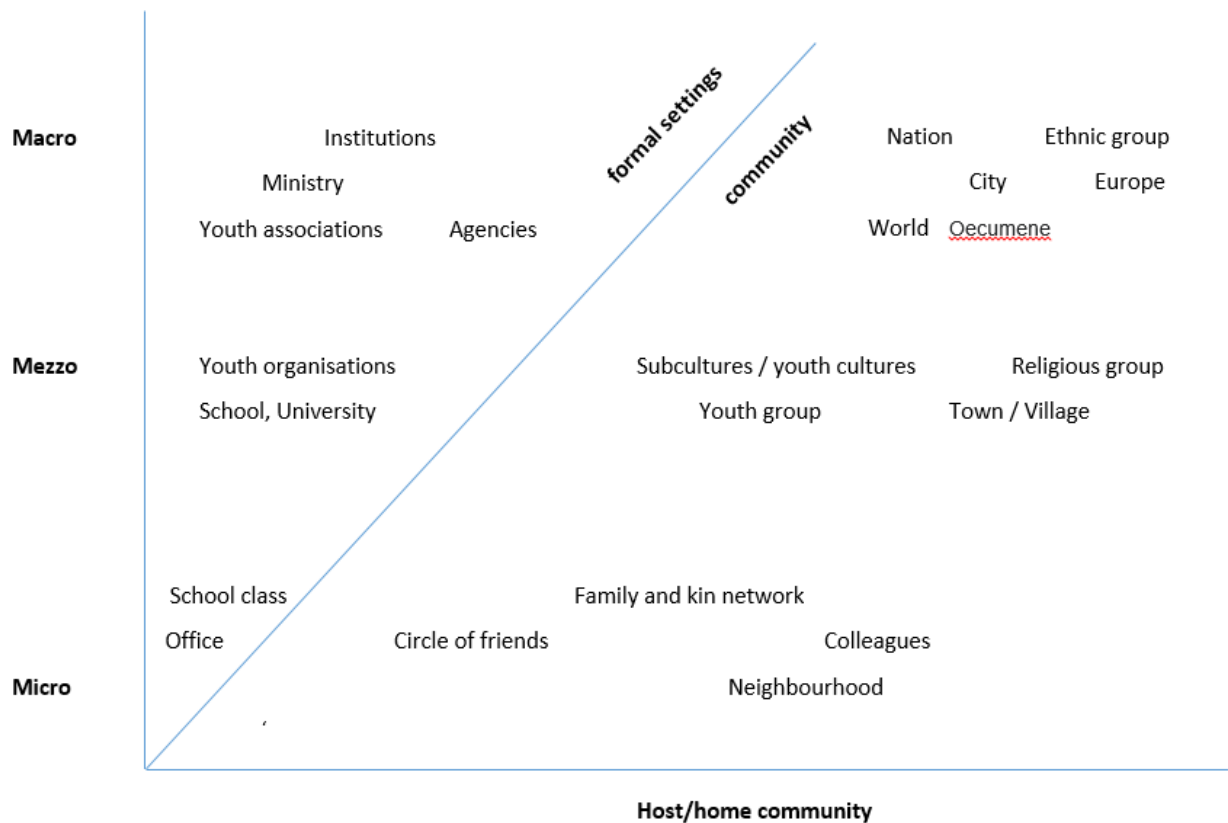 formal settings
community
Macro Institutions Nation Ethnic group
Ministry City Europe
Youth associations Agencies World Oecumene
Mezzo Youth organisations Subcultures / youth cultures Religious group
School, University Youth group Town / Village
School class Family and kin network
Office Circle of friends Colleagues
Micro Neighbourhood
‘
Host/home community